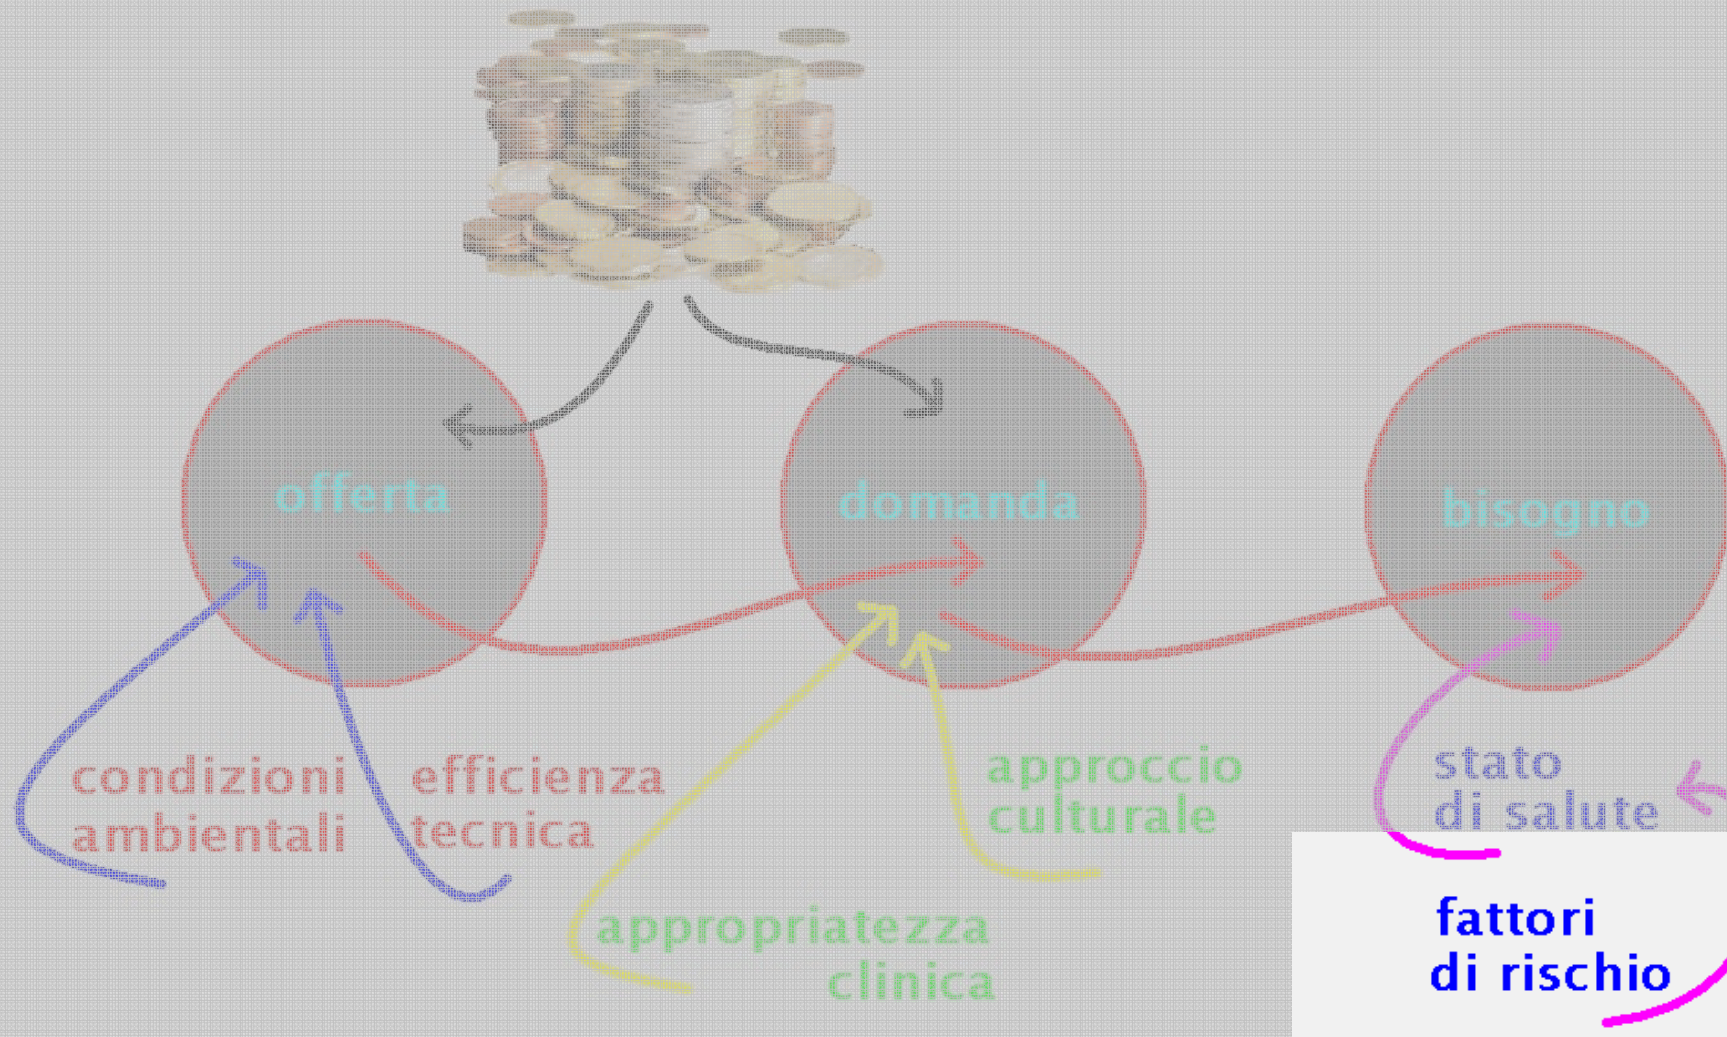 offerta
domanda
bisogno
condizioni
ambientali
efficienza
tecnica
approccio
culturale
appropriatezza
clinica
stato
di salute
fattori
di rischio